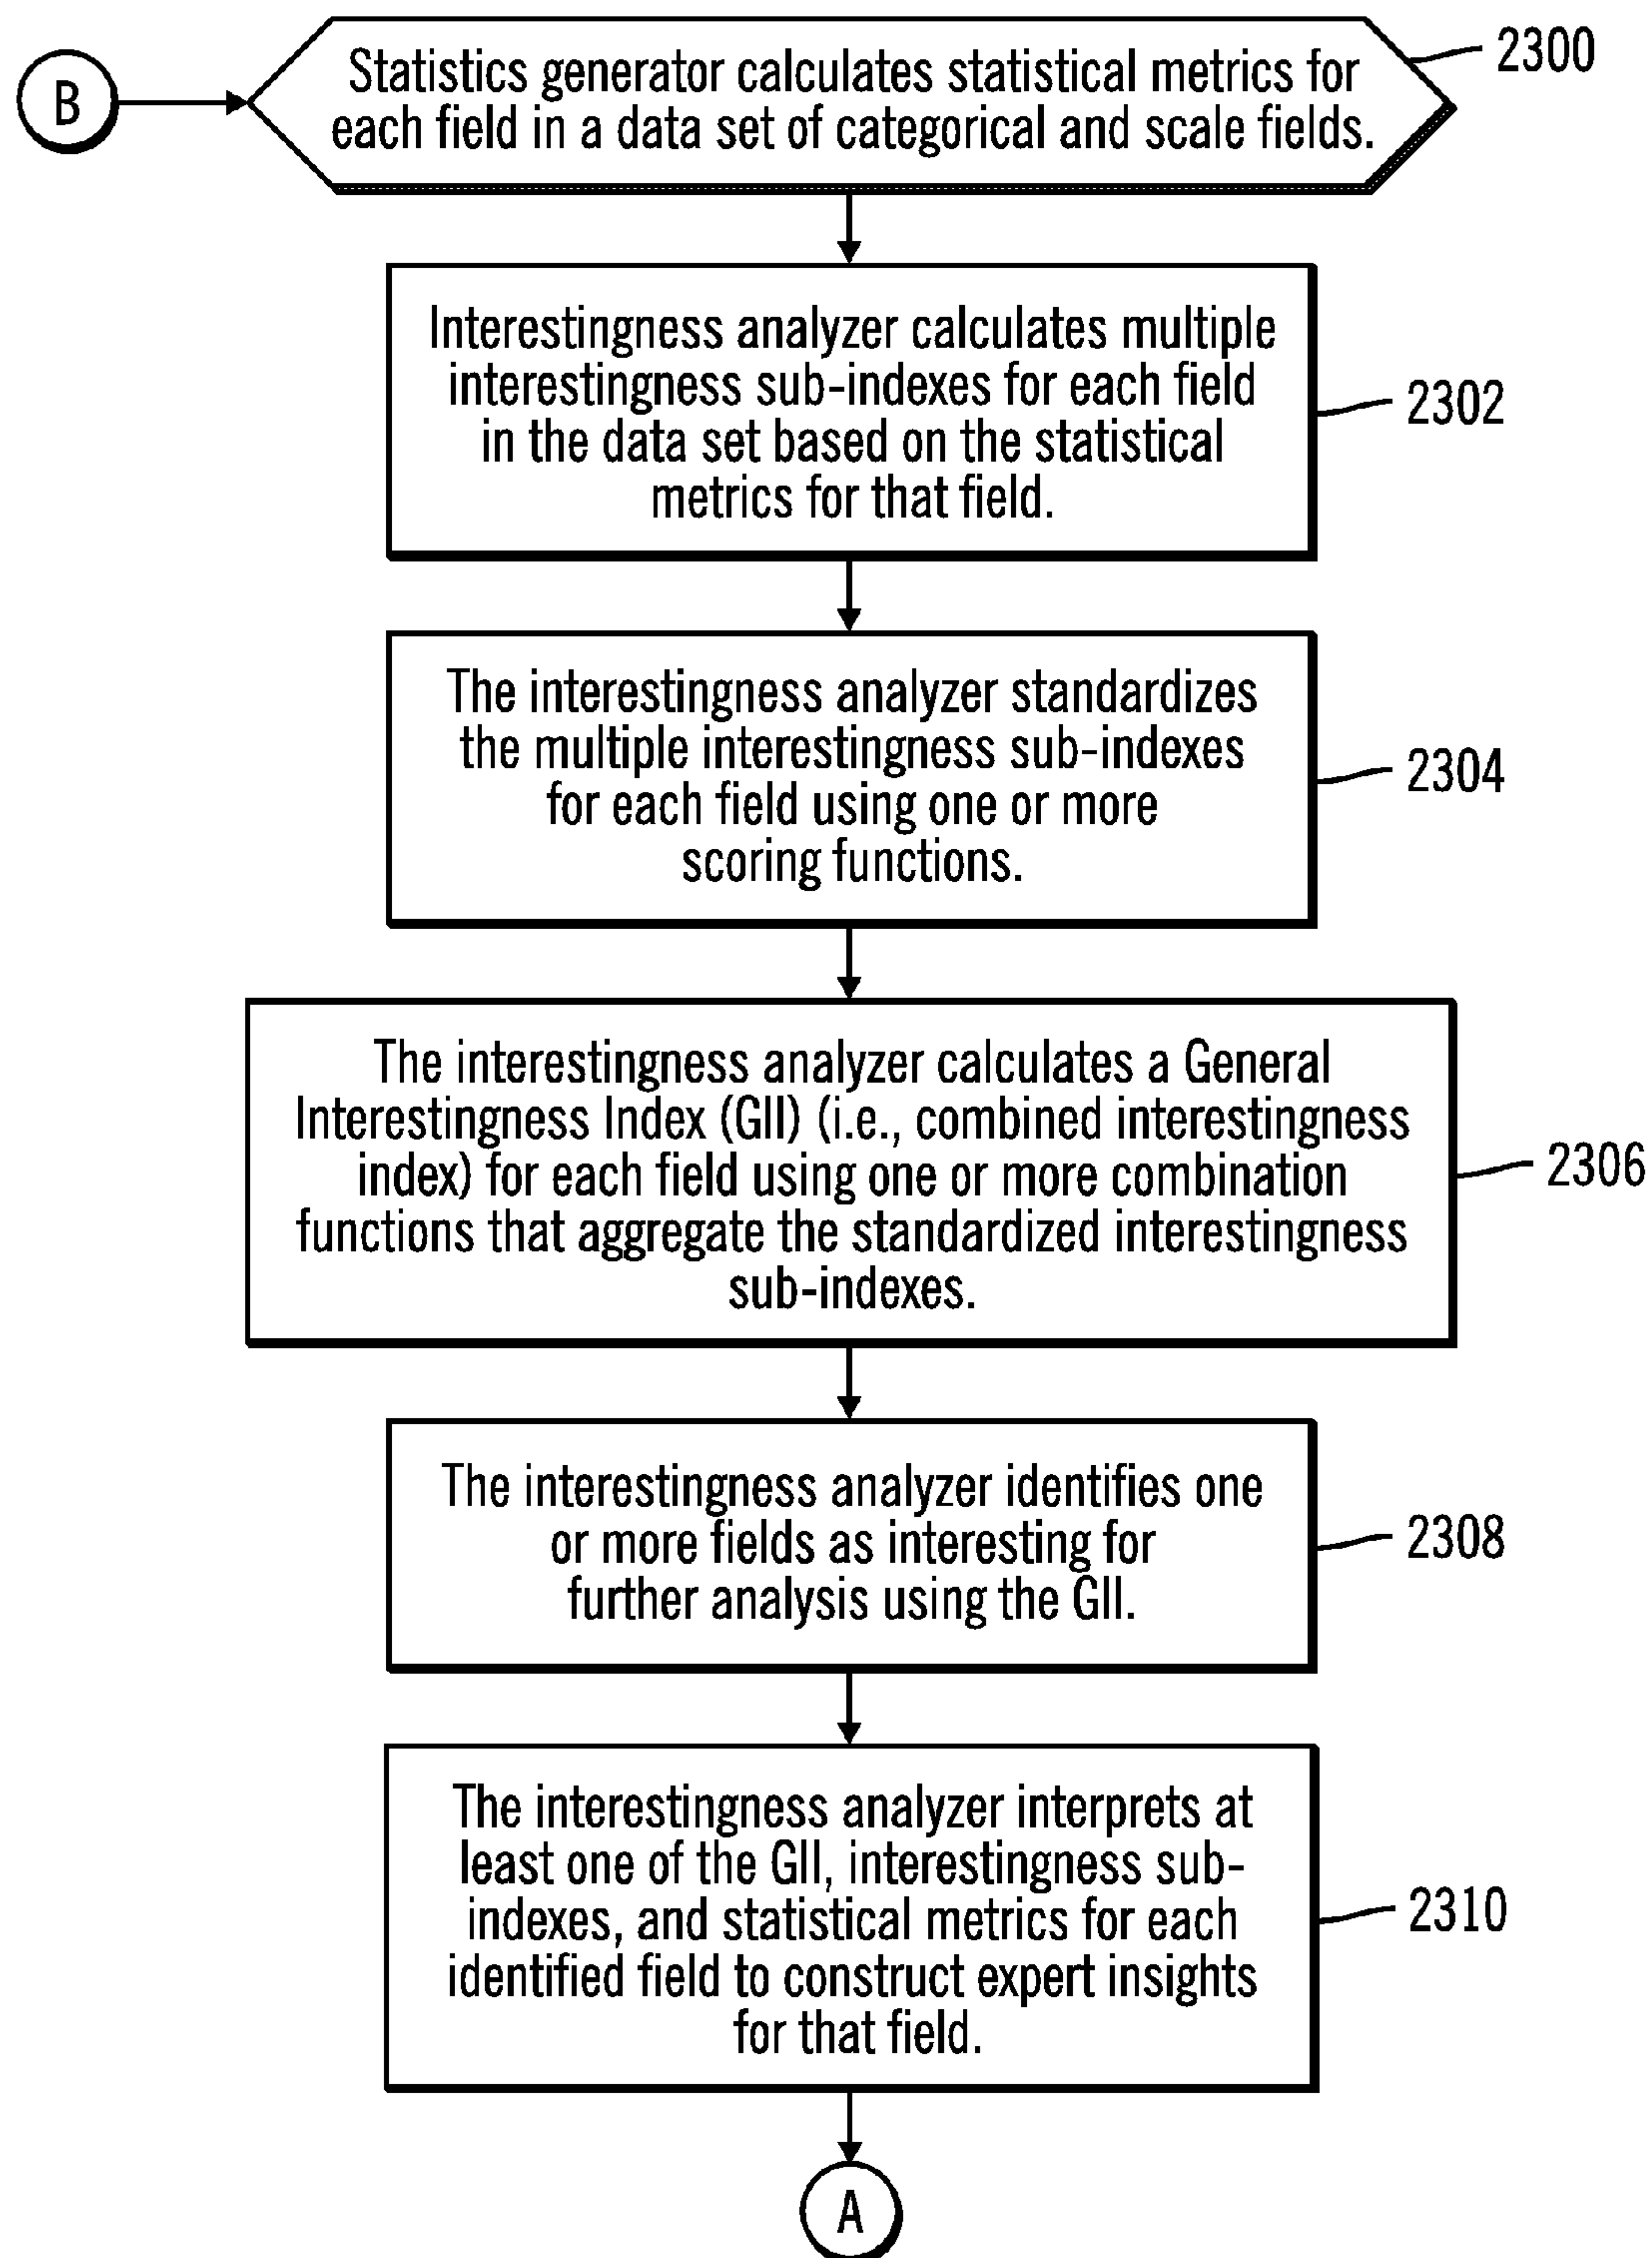 B
Statistics generator calculates statistical metrics for
each field in a data set of categorical and scale fields.
2300
Interestingness analyzer calculates multiple
interestingness sub-indexes for each field
in the data set based on the statistical
metrics for that field.
2302
The interestingness analyzer standardizes
the multiple interestingness sub-indexes
for each field using one or more
scoring functions.
2304
The interestingness analyzer calculates a General
Interestingness Index (GII) (i.e., combined interestingness
index) for each field using one or more combination
functions that aggregate the standardized interestingness
sub-indexes.
2306
The interestingness analyzer identifies one
or more fields as interesting for
further analysis using the GII.
2308
The interestingness analyzer interprets at
least one of the GII, interestingness sub-
indexes, and statistical metrics for each
identified field to construct expert insights
for that field.
2310
A